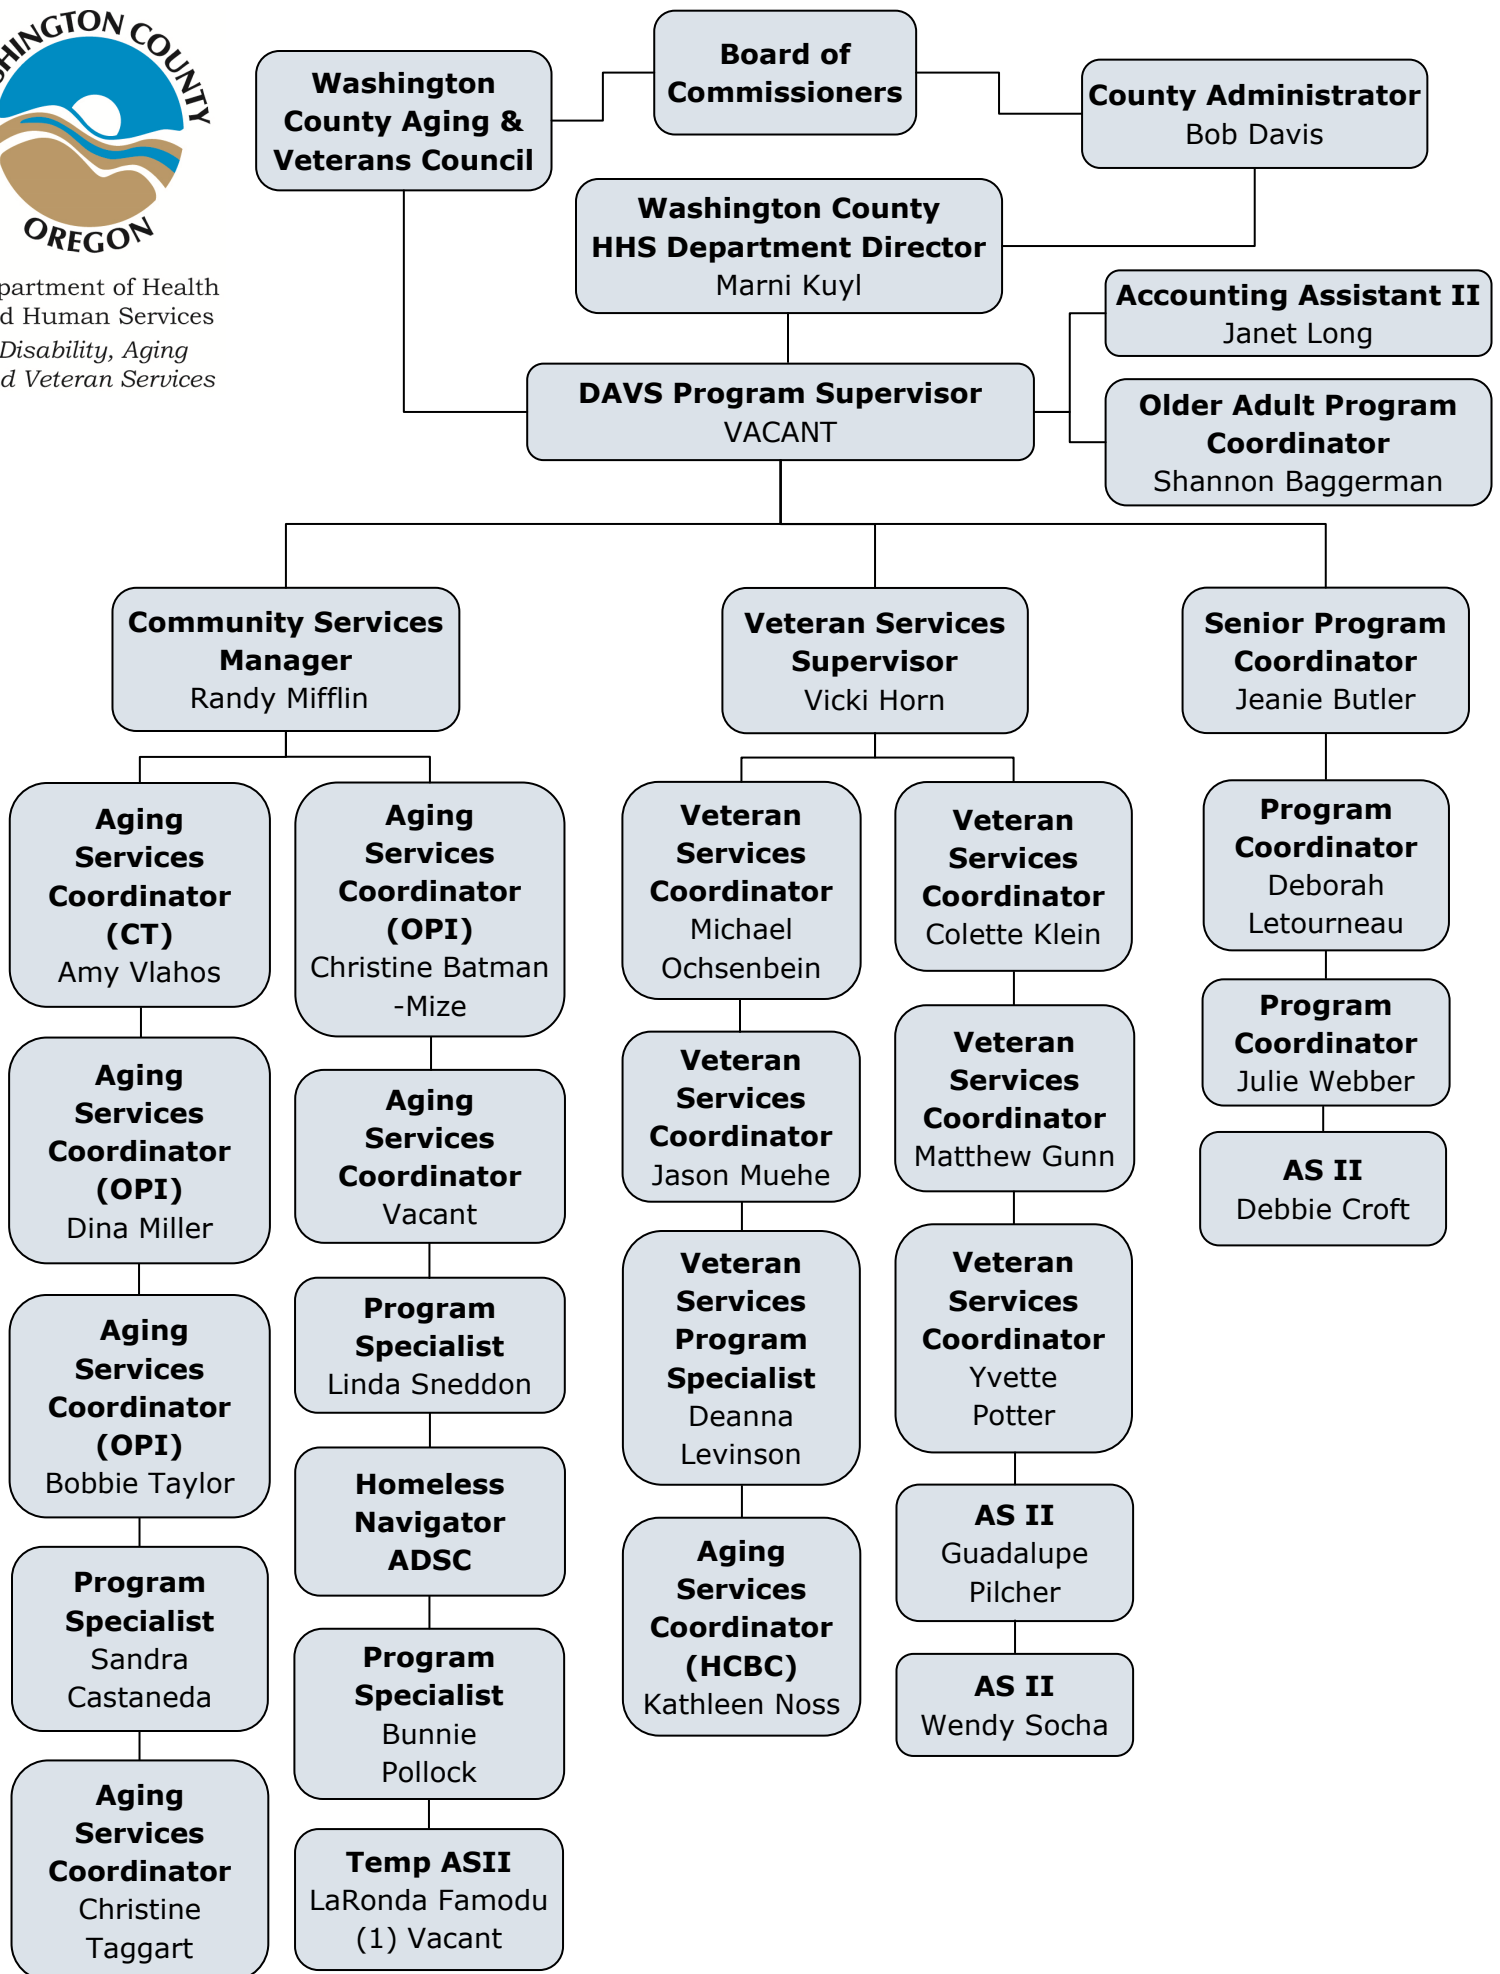 WASHINGTON COUNTY
OREGON
Department of Health
and Human Services
Disability, Aging
and Veteran Services
Board of
Commissioners
Washington
County Aging &
Veterans Council
County Administrator
Bob Davis
Washington County
HHS Department Director
Marni Kuyl
Accounting Assistant II
Janet Long
DAVS Program Supervisor
VACANT
Older Adult Program
Coordinator
Shannon Baggerman
Community Services
Manager
Randy Mifflin
Veteran Services
Supervisor
Vicki Horn
Senior Program
Coordinator
Jeanie Butler
Aging
Services
Coordinator
(CT)
Amy Vlahos
Aging
Services
Coordinator
(OPI)
Dina Miller
Aging
Services
Coordinator
(OPI)
Bobbie Taylor
Program
Specialist
Sandra
Castaneda
Aging
Services
Coordinator
Christine
Taggart
Aging
Services
Coordinator
(OPI)
Christine Batman
-Mize
Aging
Services
Coordinator
Vacant
Program
Specialist
Linda Sneddon
Homeless
Navigator
ADSC
Program
Specialist
Bunnie
Pollock
Temp ASII
LaRonda Famodu
(1) Vacant
Veteran
Services
Coordinator
Michael
Ochsenbein
Veteran
Services
Coordinator
Jason Muehe
Veteran
Services
Program
Specialist
Deanna
Levinson
Aging
Services
Coordinator
(HCBC)
Kathleen Noss
Veteran
Services
Coordinator
Colette Klein
Veteran
Services
Coordinator
Matthew Gunn
Veteran
Services
Coordinator
Yvette
Potter
AS II
Guadalupe
Pilcher
AS II
Wendy Socha
Program
Coordinator
Deborah
Letourneau
Program
Coordinator
Julie Webber
AS II
Debbie Croft